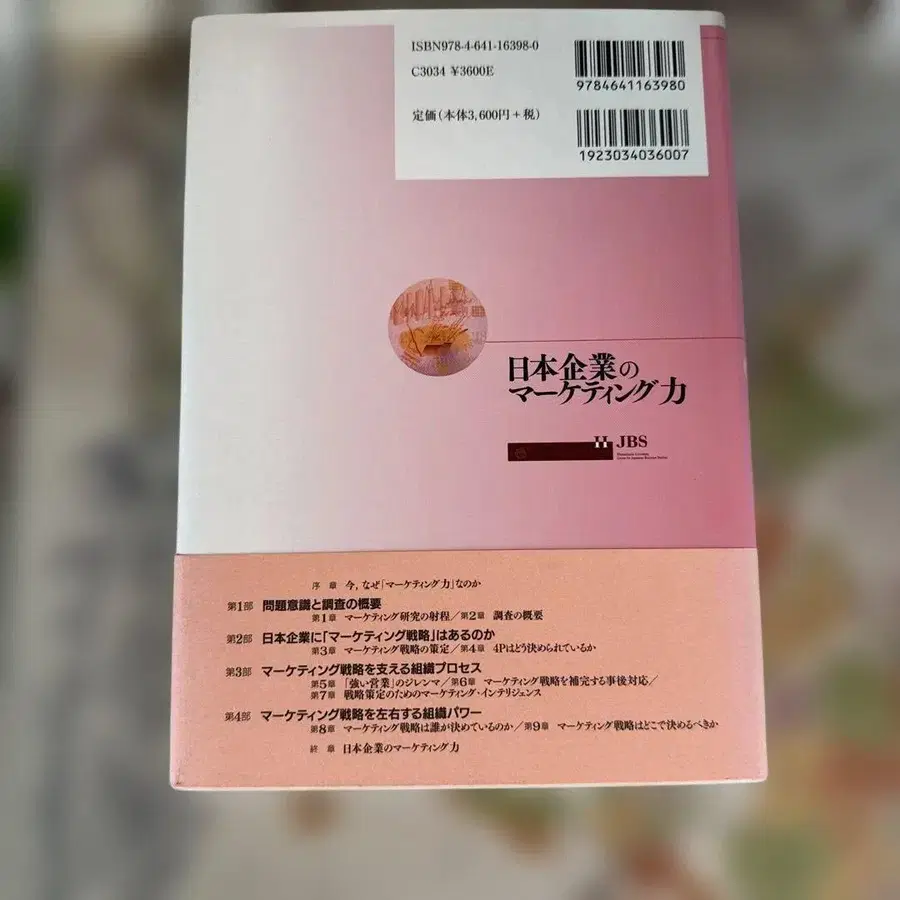 ISBN978-4-641-16398-0
C3034 ¥3600E
定価(本体3,600円+税)
9784641163980
1923034036007
日本企業の
マーケティング力
H JBS
序 章 今,なぜ「マーケティング力」なのか
第1部 問題意識と調査の概要
第1章 マーケティング研究の射程/第2章 調査の概要
第2部 日本企業に「マーケティング戦略」はあるのか
第3章 マーケティング戦略の策定/第4章 4Pはどう決められているか
第3部 マーケティング戦略を支える組織プロセス
第5章 「強い営業」のジレンマ/第6章 マーケティング戦略を補完する事後対応/
第7章 戦略策定のためのマーケティング・インテリジェンス
第4部 マーケティング戦略を左右する組織パワー
第8章 マーケティング戦略は誰が決めているのか/第9章 マーケティング戦略はどこで決めるべきか
終 章 日本企業のマーケティング力